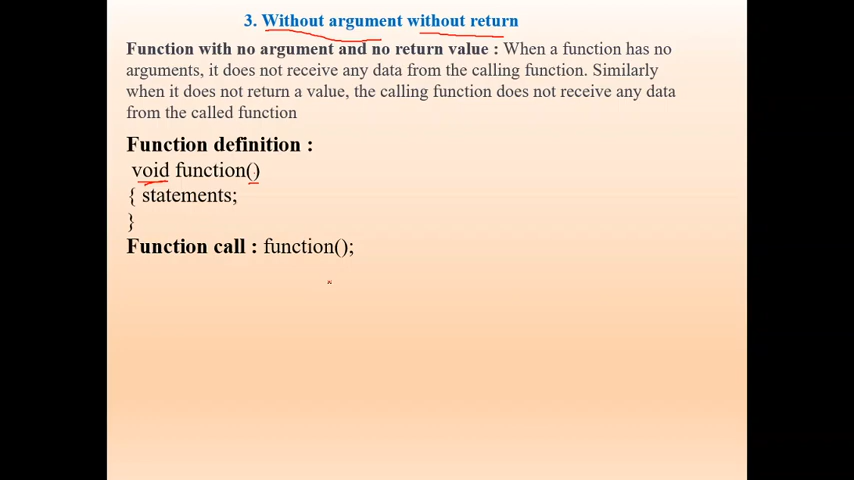 3. Without argument without return
Function with no argument and no return value : When a function has no
arguments, it does not receive any data from the calling function. Similarly
when it does not return a value, the calling function does not receive any data
from the called function
Function definition :
void function()
{ statements;
}
Function call : function();